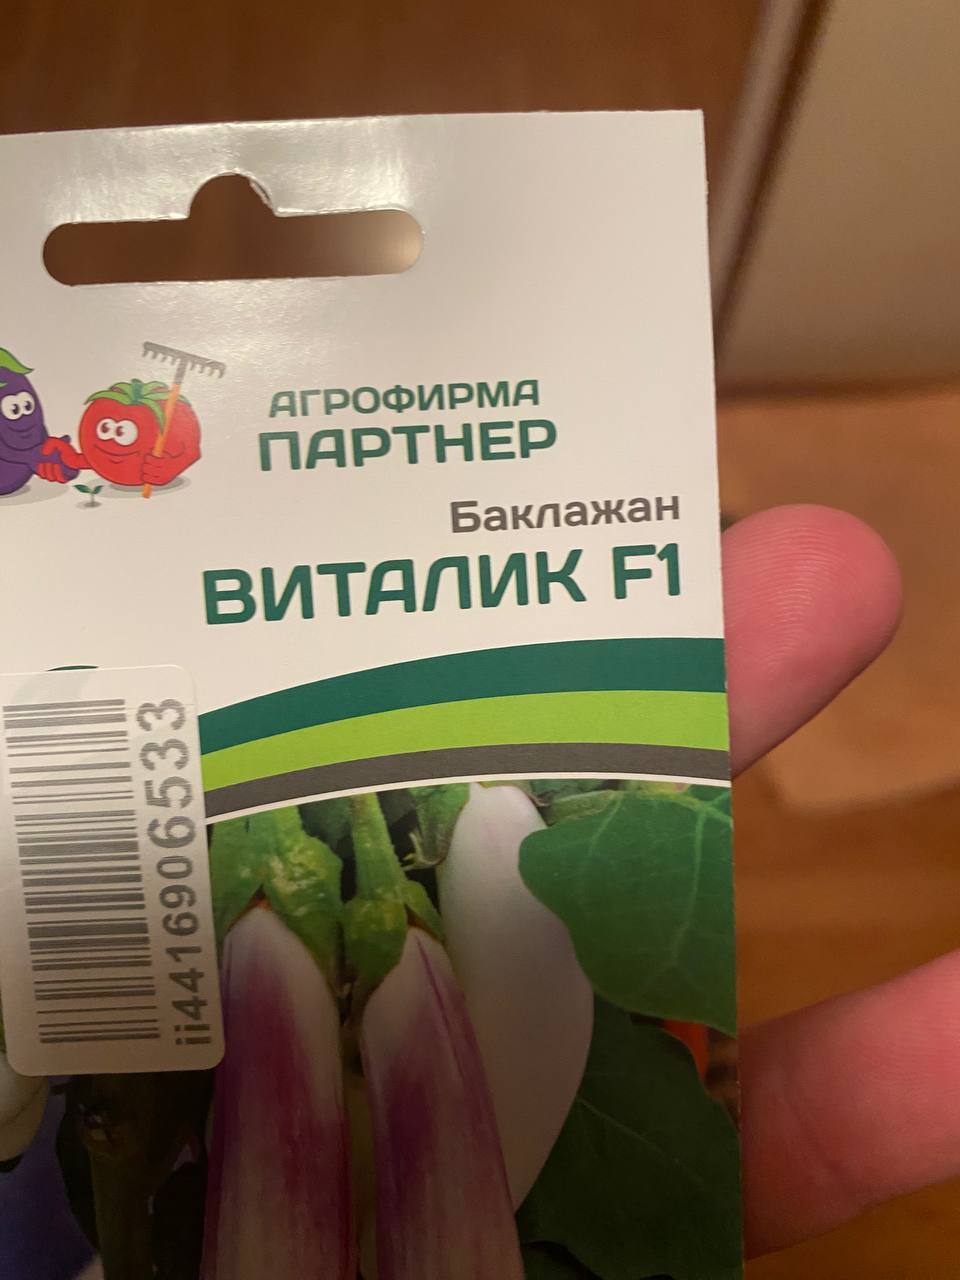 АГРОФИРМА
ПАРТНЕР
Баклажан
ВИТАЛИК F1
ii4416906533